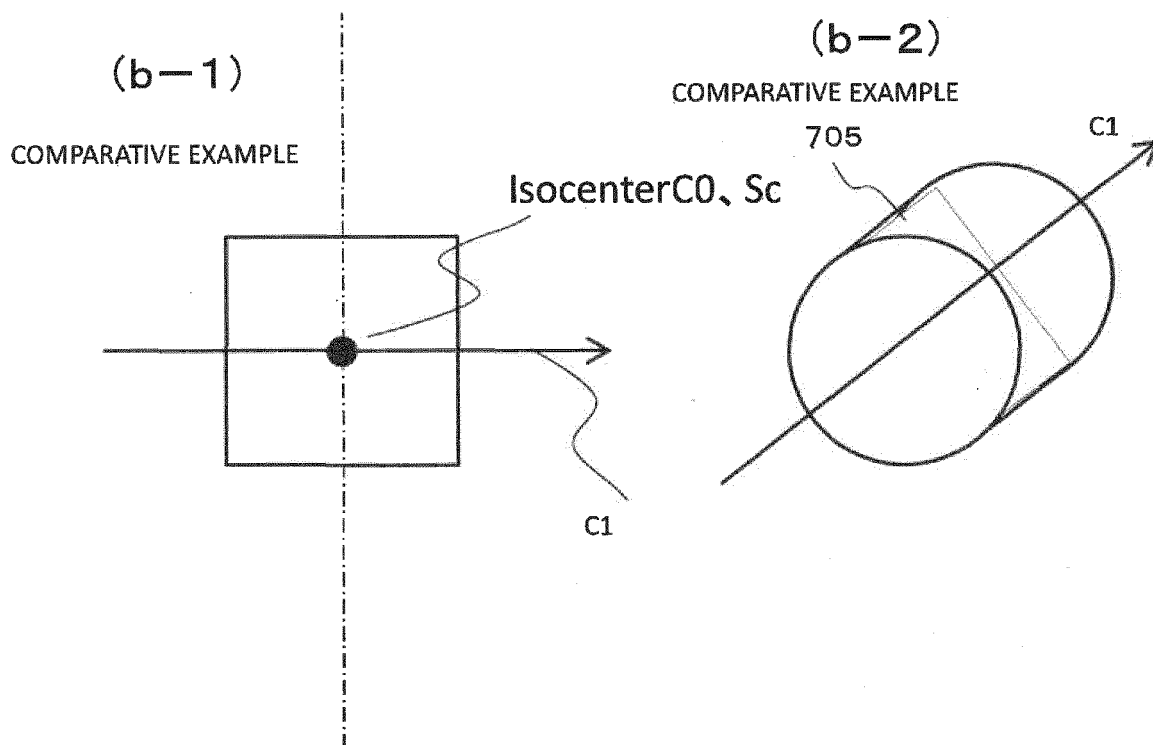 (b-1)
COMPARATIVE EXAMPLE
IsocenterC0、Sc
C1
(b-2)
COMPARATIVE EXAMPLE
705
C1